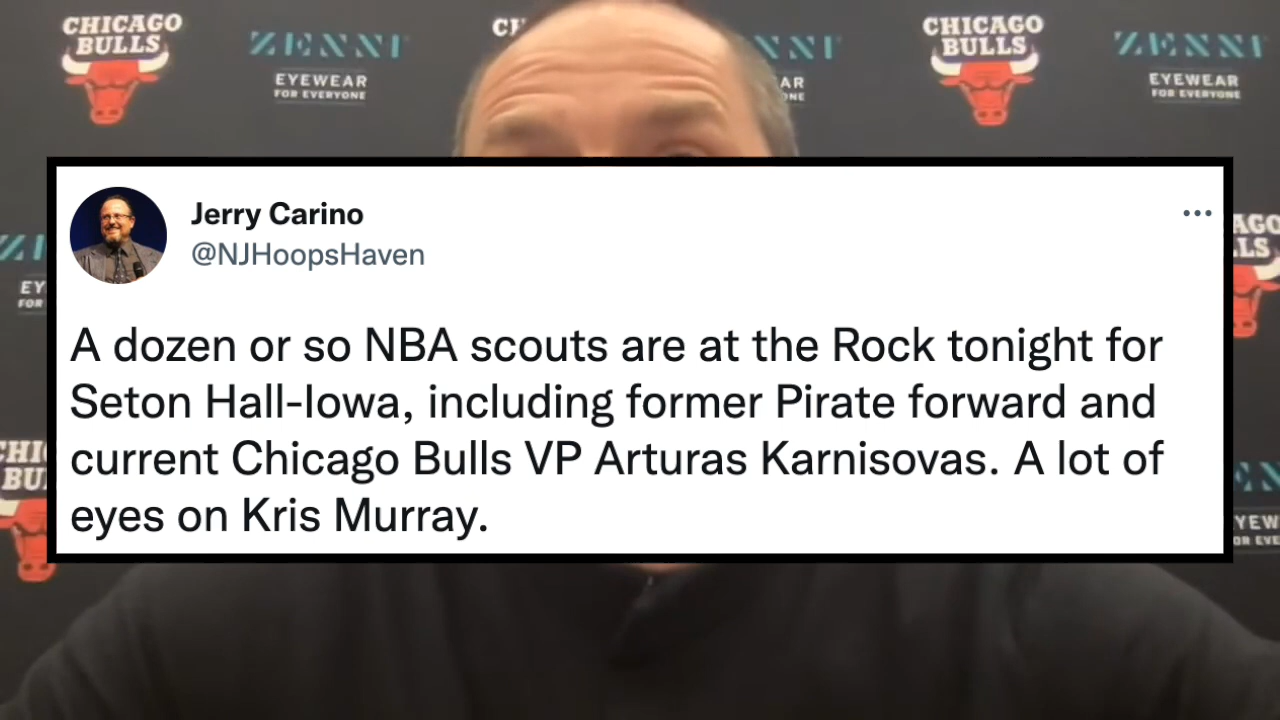 CHICAGO
BULLS
ZENNI
EYEWEAR
FOR EVERYONE
CHICAGO
BULLS
ZENNI
EYEWEAR
FOR EVERYONE
Jerry Carino
@NJHoopsHaven
A dozen or so NBA scouts are at the Rock tonight for
Seton Hall-Iowa, including former Pirate forward and
current Chicago Bulls VP Arturas Karnisovas. A lot of
eyes on Kris Murray.